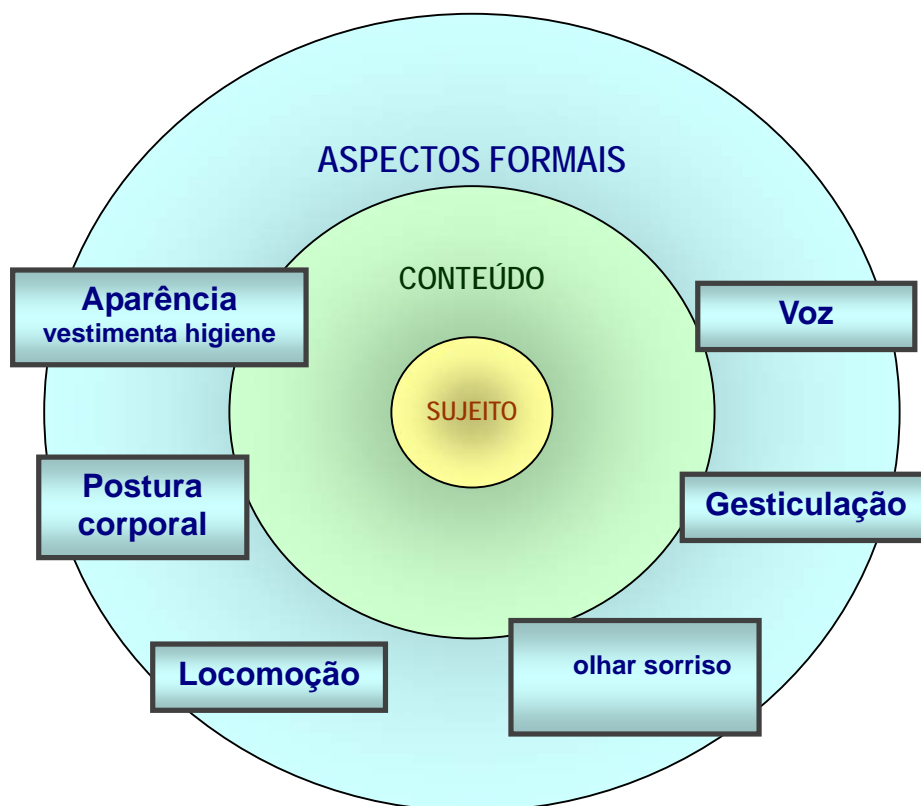 ASPECTOS FORMAIS
CONTEÚDO
SUJEITO
Aparência
vestimenta higiene
Postura
corporal
Locomoção
Voz
Gesticulação
olhar sorriso